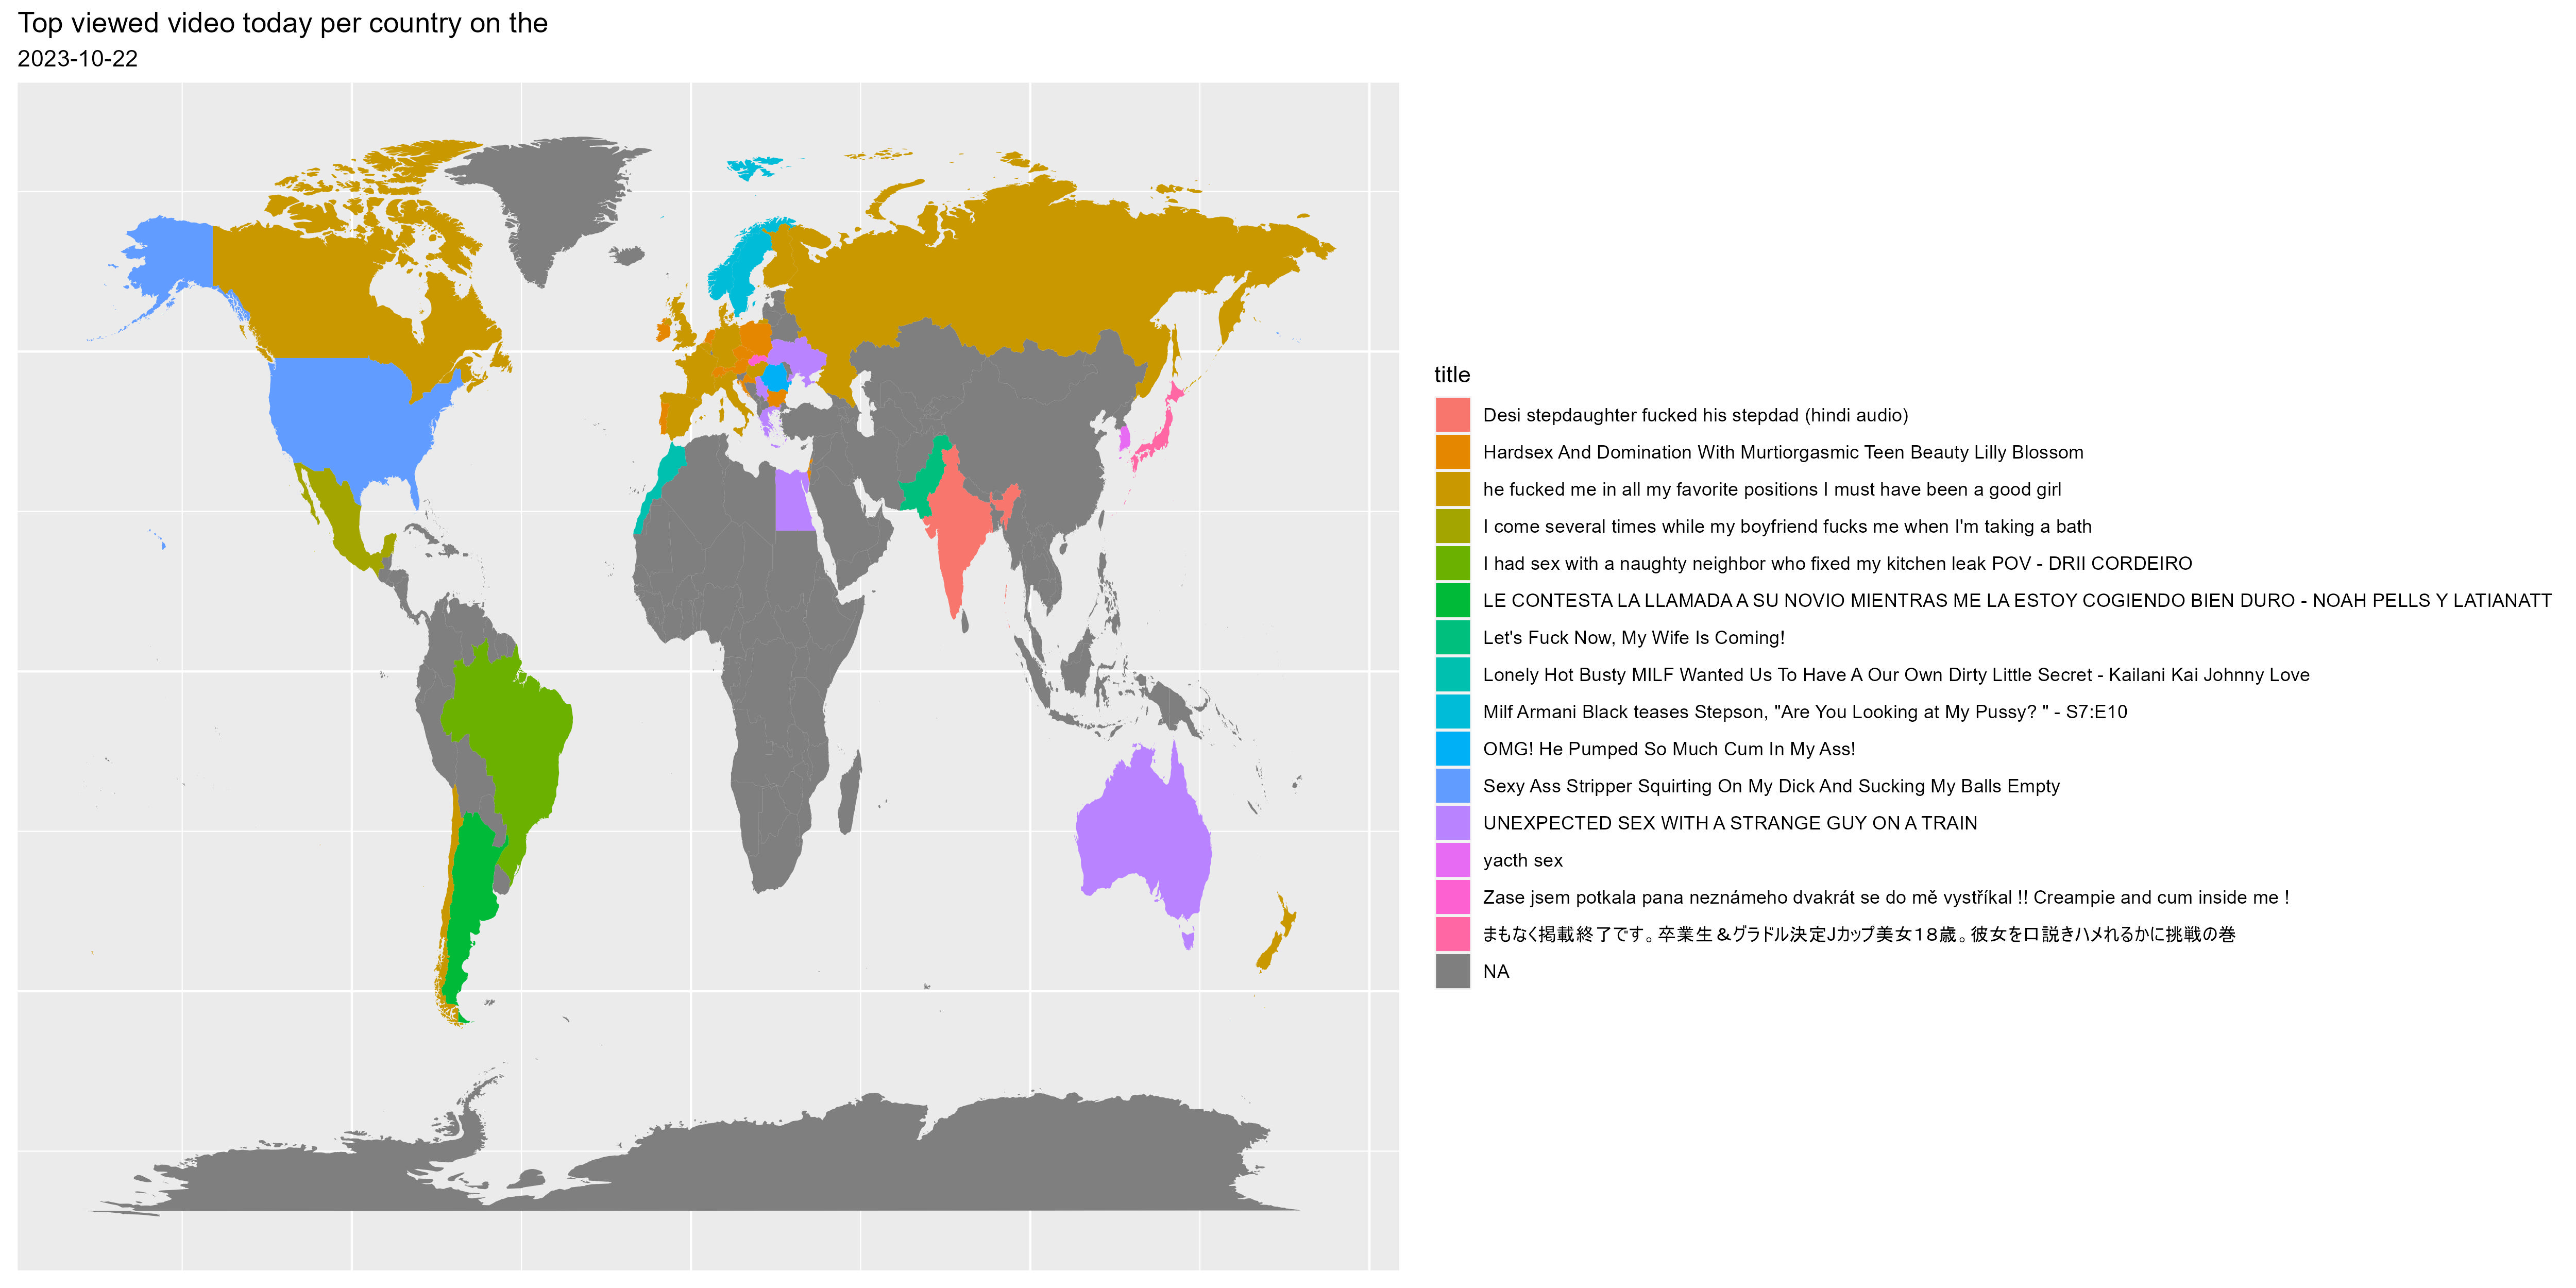 Top viewed video today per country on the
2023-10-22
title
Desi stepdaughter fucked his stepdad (hindi audio)
Hardsex And Domination With Murtiorgasmic Teen Beauty Lilly Blossom
he fucked me in all my favorite positions I must have been a good girl
I come several times while my boyfriend fucks me when I'm taking a bath
I had sex with a naughty neighbor who fixed my kitchen leak POV - DRII CORDEIRO
LE CONTESTA LA LLAMADA A SU NOVIO MIENTRAS ME LA ESTOY COGIENDO BIEN DURO - NOAH PELLS Y LATIANATT
Let's Fuck Now, My Wife Is Coming!
Lonely Hot Busty MILF Wanted Us To Have A Our Own Dirty Little Secret - Kailani Kai Johnny Love
Milf Armani Black teases Stepson, "Are You Looking at My Pussy? " - S7:E10
OMG! He Pumped So Much Cum In My Ass!
Sexy Ass Stripper Squirting On My Dick And Sucking My Balls Empty
UNEXPECTED SEX WITH A STRANGE GUY ON A TRAIN
yacth sex
Zase jsem potkala pana neznámeho dvakrát se do mě vystříkal !! Creampie and cum inside me !
まもなく掲載終了です。卒業生&グラドル決定Jカップ美女18歳。彼女を口説きハメれるかに挑戦の巻
NA